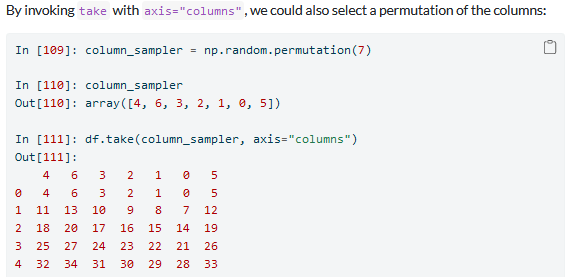 By invoking take with axis="columns", we could also select a permutation of the columns:
In [109]: column_sampler = np.random.permutation(7)
In [110]: column_sampler
Out[110]: array([4, 6, 3, 2, 1, 0, 5])
In [111]: df.take(column_sampler, axis="columns")
Out[111]:
    4   6   3   2   1   0   5
0   4   6   3   2   1   0   5
1  11  13  10   9   8   7  12
2  18  20  17  16  15  14  19
3  25  27  24  23  22  21  26
4  32  34  31  30  29  28  33